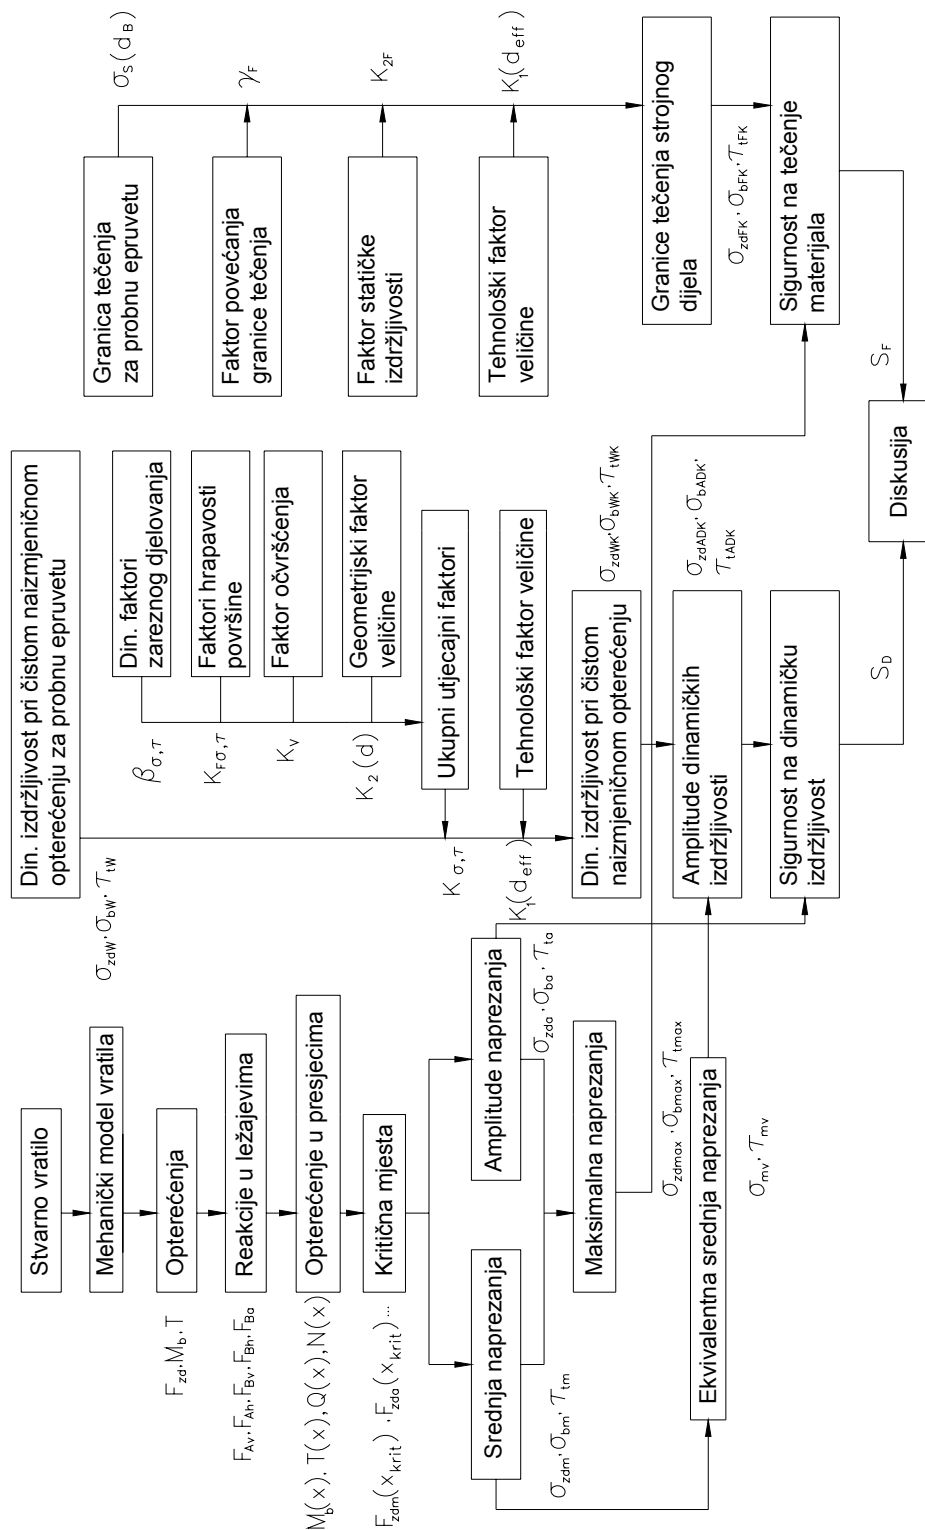 Stvarno vratilo
Mehanički model vratila
Opterećenja
F_zd, M_b, T
Reakcije u ležajevima
F_Av, F_Ah, F_Bv, F_Bh, F_Ba
Opterećenje u presjecima
M_b(x). T(x), Q(x), N(x)
Kritična mjesta
F_zdm(x_krit) , F_zda(x_krit) ...
Srednja naprezanja
σ_zdm, σ_bm, τ_tm
Amplitude naprezanja
σ_zda, σ_ba, τ_ta
Maksimalna naprezanja
σ_zdmax, σ_bmax, τ_tmax
Ekvivalentna srednja naprezanja
σ_mv, τ_mv
Din. izdržljivost pri čistom naizmjeničnom
opterećenju za probnu epruvetu
σ_zdW, σ_bW, τ_tW
Din. faktori
zareznog djelovanja
β_σ,τ
Faktori hrapavosti
površine
K_Fσ,τ
Faktor očvršćenja
K_V
Geometrijski faktor
veličine
K_2(d)
Ukupni utjecajni faktori
K_σ,τ
Tehnološki faktor veličine
K_1(d_eff)
Din. izdržljivost pri čistom
naizmjeničnom opterećenju
σ_zdWK, σ_bWK, τ_tWK
Amplitude dinamičkih
izdržljivosti
σ_zdADK, σ_bADK,
τ_tADK
Sigurnost na dinamičku
izdržljivost
S_D
Granica tečenja
za probnu epruvetu
σ_S(d_B)
Faktor povećanja
granice tečenja
γ_F
Faktor statičke
izdržljivosti
K_2F
Tehnološki faktor
veličine
K_1(d_eff)
Granice tečenja strojnog
dijela
σ_zdFK, σ_bFK, τ_tFK
Sigurnost na tečenje
materijala
S_F
Diskusija